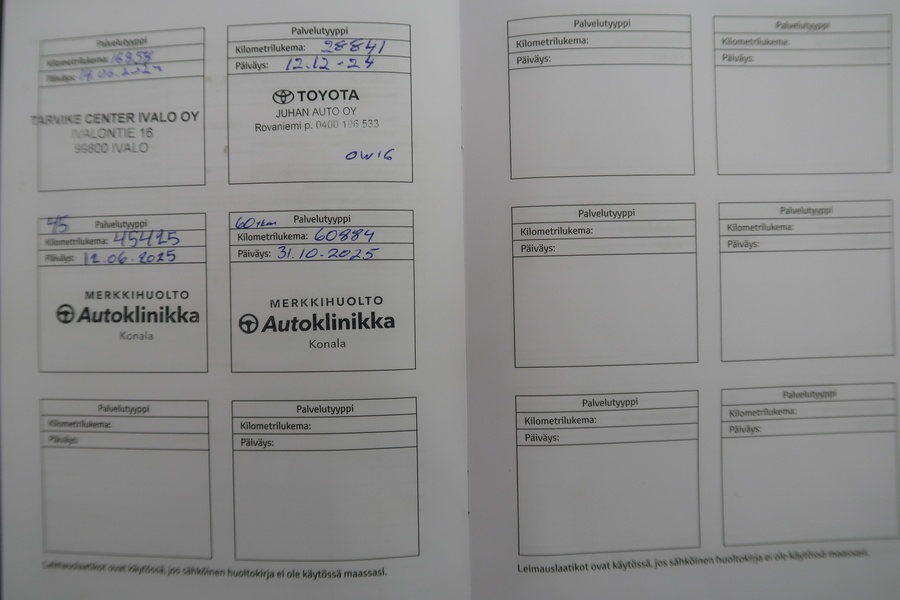 Palvelutyyppi
Kilometrilukema: 16858
Päiväys:
TARVIKE CENTER IVALO OY
IVALONTIE 16
99800 IVALO
Palvelutyyppi
Kilometrilukema: 28841
Päiväys: 12.12-24
TOYOTA
JUHAN AUTO OY
Rovaniemi p. 0400 196 533
OW16
45 Palvelutyyppi
Kilometrilukema: 45425
Päiväys: 12.06.2025
MERKKIHUOLTO
Autoklinikka
Konala
60tkm Palvelutyyppi
Kilometrilukema: 60884
Päiväys: 31.10-2025
MERKKIHUOLTO
Autoklinikka
Konala
Palvelutyyppi
Kilometrilukema:
Päiväys:
Palvelutyyppi
Kilometrilukema:
Päiväys:
Leimauslaatikot ovat käytössä, jos sähköinen huoltokirja ei ole käytössä maassasi.
Palvelutyyppi
Kilometrilukema:
Päiväys:
Palvelutyyppi
Kilometrilukema:
Päiväys:
Palvelutyyppi
Kilometrilukema:
Päiväys:
Palvelutyyppi
Kilometrilukema:
Päiväys:
Palvelutyyppi
Kilometrilukema:
Päiväys:
Palvelutyyppi
Kilometrilukema:
Päiväys:
Leimauslaatikot ovat käytössä, jos sähköinen huoltokirja ei ole käytössä maassasi.